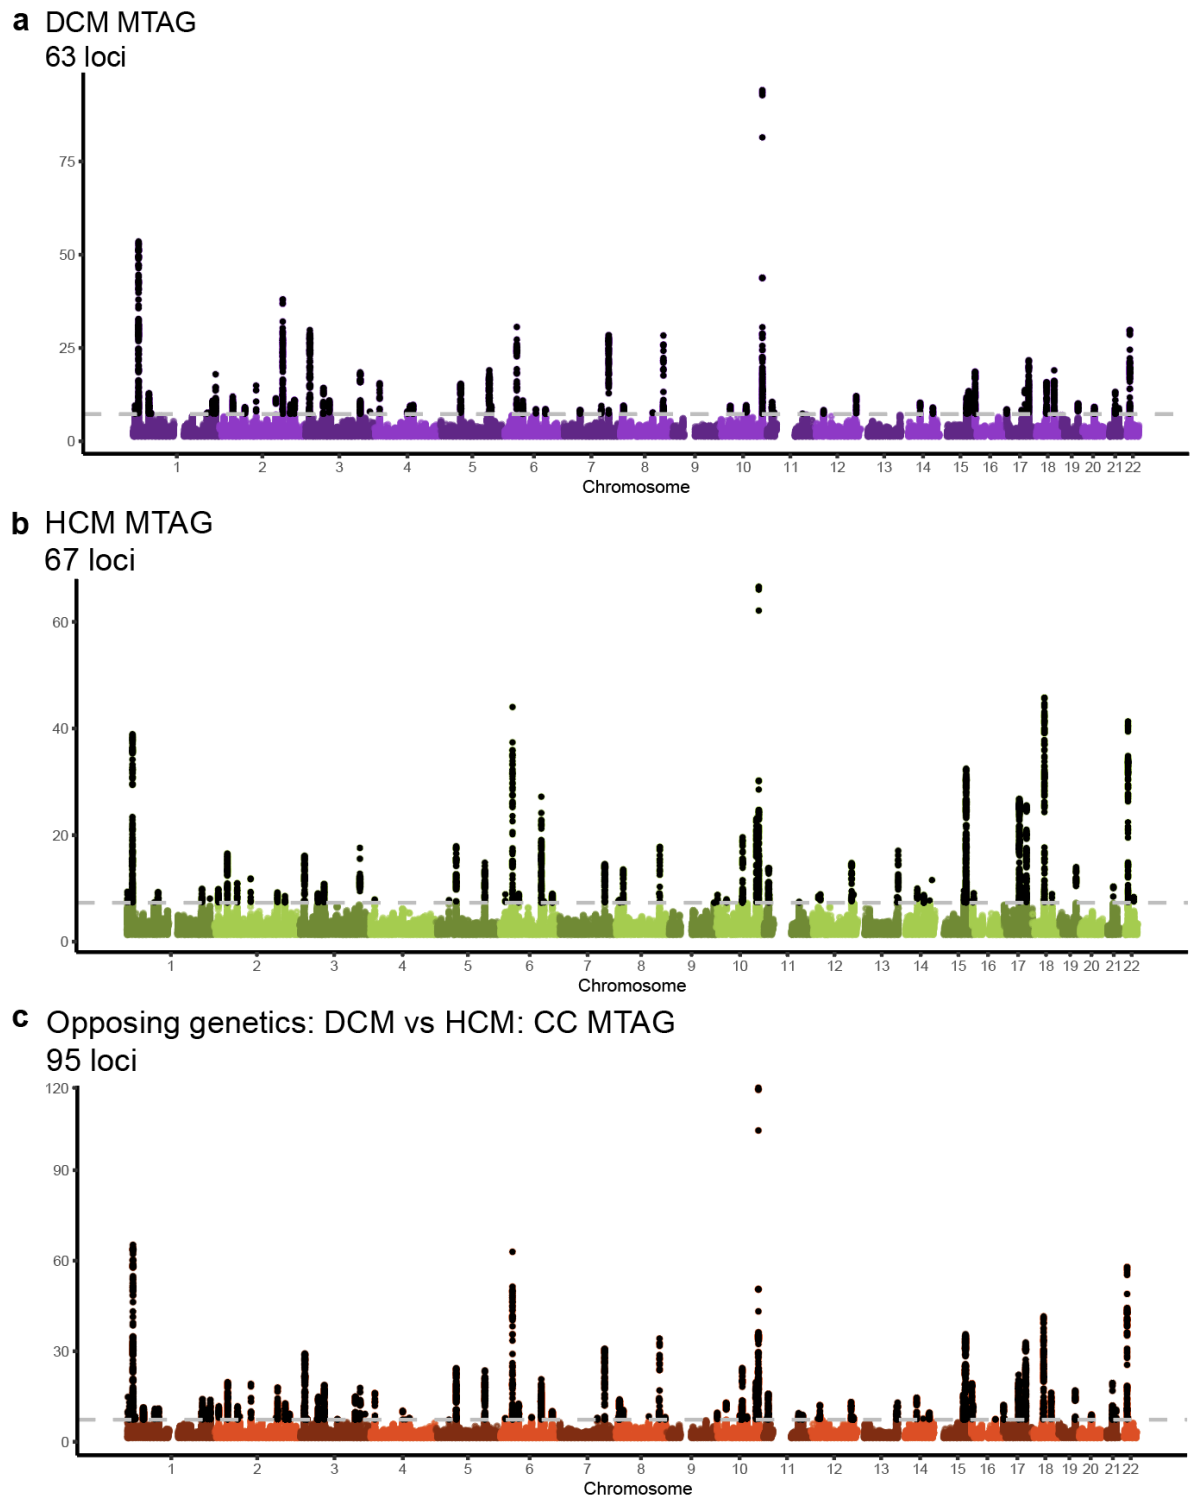 a DCM MTAG
63 loci
75
50
25
0
1 2 3 4 5 6 7 8 9 10 11 12 13 14 15 16 17 18 19 20 21 22
Chromosome
b HCM MTAG
67 loci
60
40
20
0
1 2 3 4 5 6 7 8 9 10 11 12 13 14 15 16 17 18 19 20 21 22
Chromosome
c Opposing genetics: DCM vs HCM: CC MTAG
95 loci
120
90
60
30
0
1 2 3 4 5 6 7 8 9 10 11 12 13 14 15 16 17 18 19 20 21 22
Chromosome